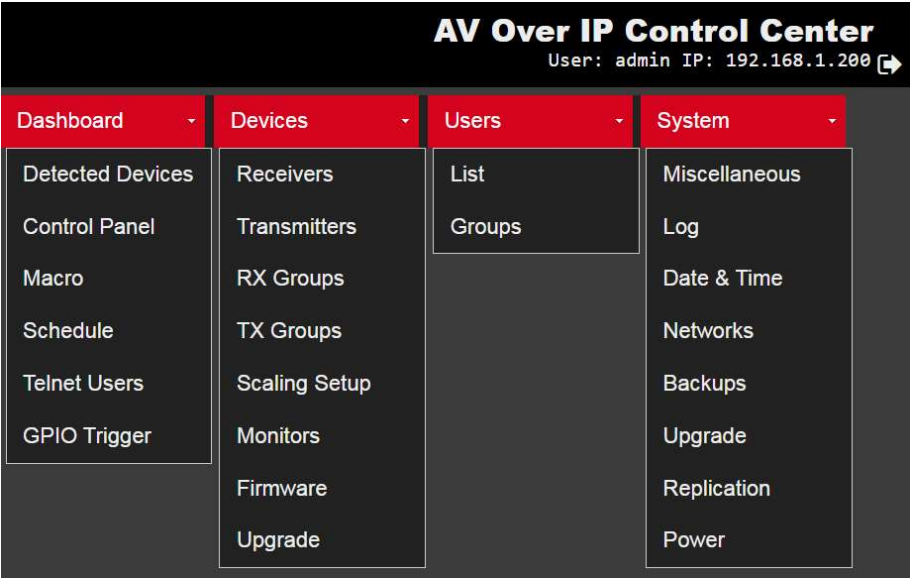 AV Over IP Control Center
User: admin IP: 192.168.1.200
Dashboard
Detected Devices
Control Panel
Macro
Schedule
Telnet Users
GPIO Trigger
Devices
Receivers
Transmitters
RX Groups
TX Groups
Scaling Setup
Monitors
Firmware
Upgrade
Users
List
Groups
System
Miscellaneous
Log
Date & Time
Networks
Backups
Upgrade
Replication
Power